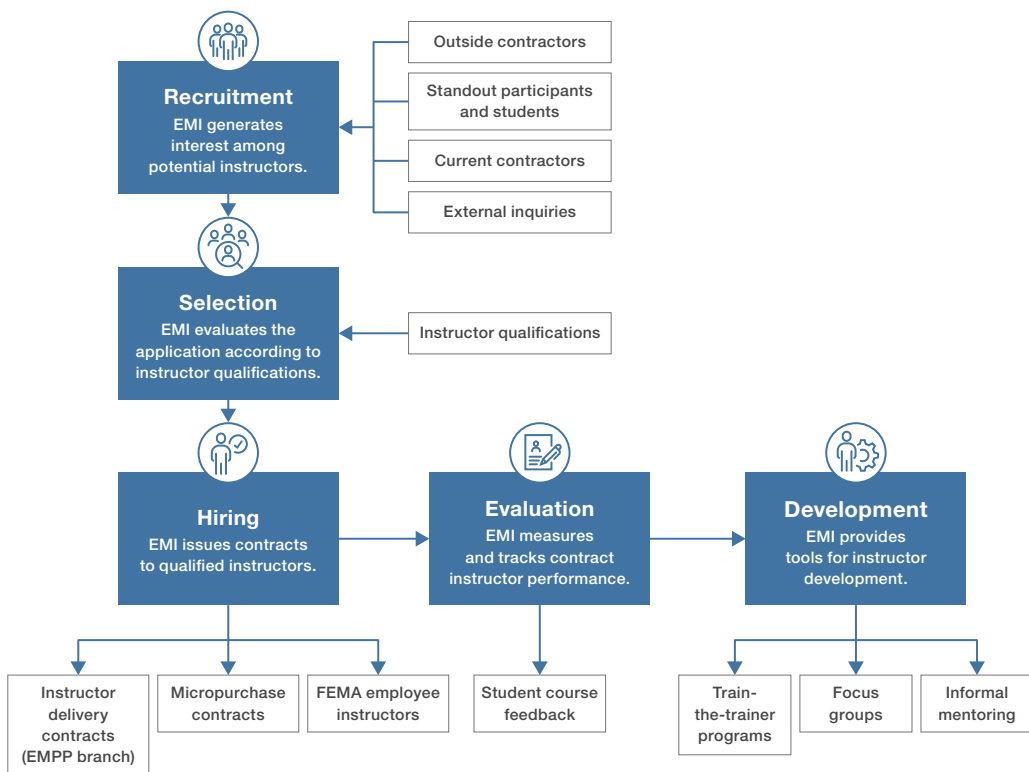 Recruitment
EMI generates
interest among
potential instructors.
Outside contractors
Standout participants
and students
Current contractors
External inquiries
Selection
EMI evaluates the
application according to
instructor qualifications.
Instructor qualifications
Hiring
EMI issues contracts
to qualified instructors.
Evaluation
EMI measures
and tracks contract
instructor performance.
Development
EMI provides
tools for instructor
development.
Instructor
delivery
contracts
(EMPP branch)
Micropurchase
contracts
FEMA employee
instructors
Student course
feedback
Train-
the-trainer
programs
Focus
groups
Informal
mentoring